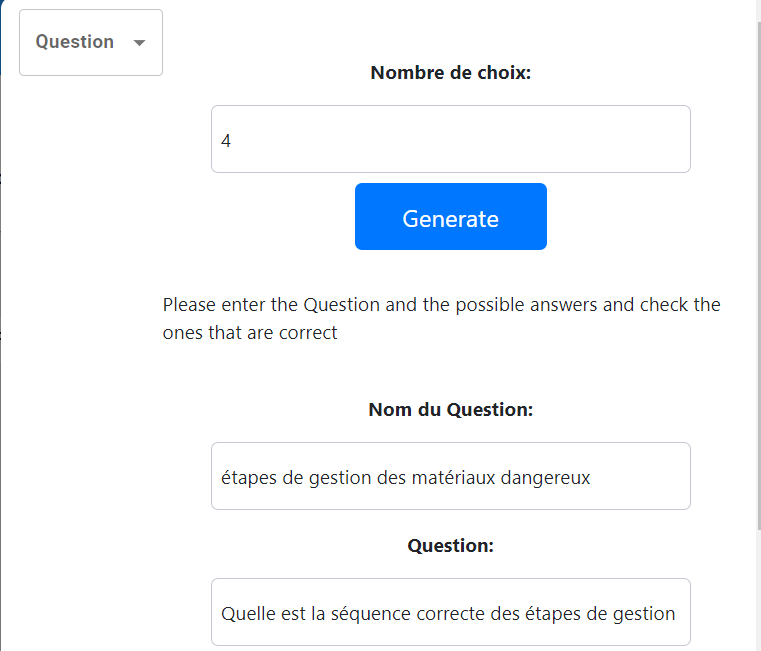 Question
Nombre de choix:
4
Generate
Please enter the Question and the possible answers and check the
ones that are correct
Nom du Question:
étapes de gestion des matériaux dangereux
Question:
Quelle est la séquence correcte des étapes de gestion